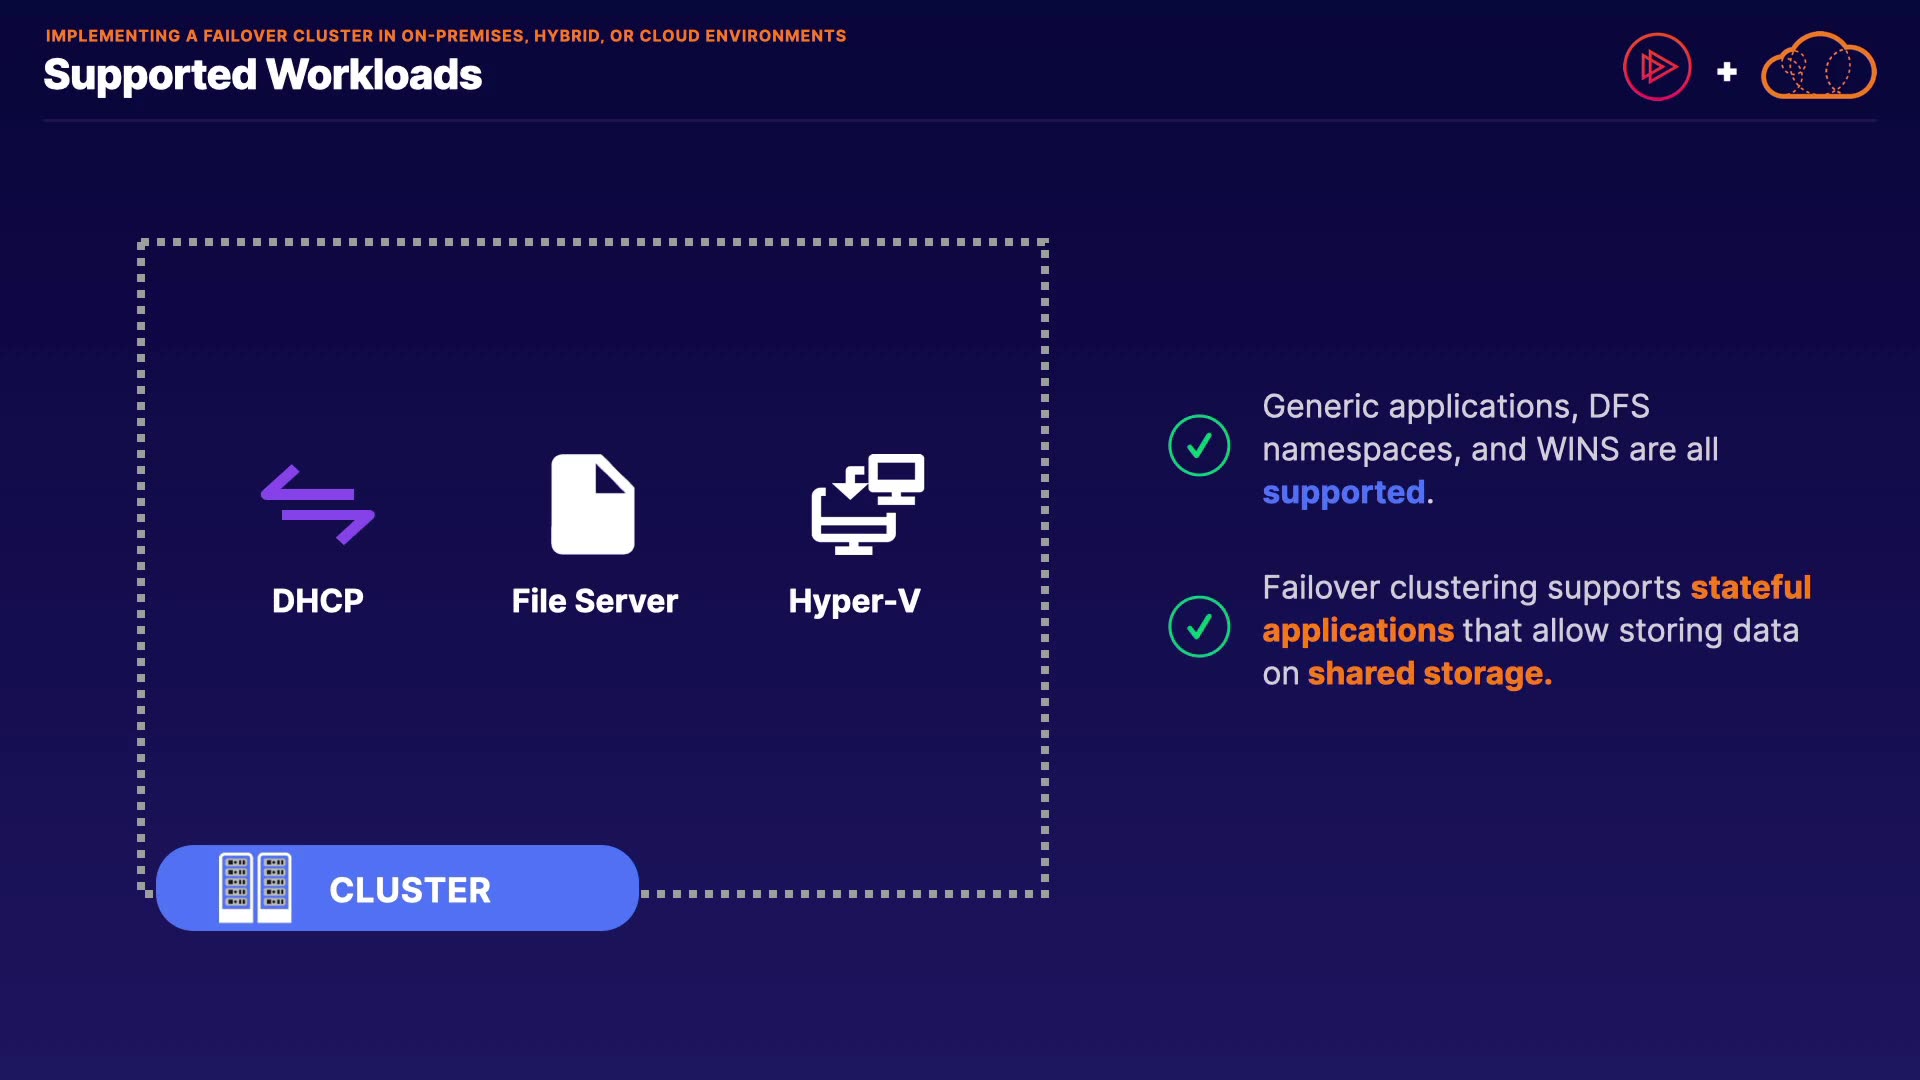 IMPLEMENTING A FAILOVER CLUSTER IN ON-PREMISES, HYBRID, OR CLOUD ENVIRONMENTS
Supported Workloads
DHCP
File Server
Hyper-V
CLUSTER
Generic applications, DFS
namespaces, and WINS are all
supported.
Failover clustering supports stateful
applications that allow storing data
on shared storage.